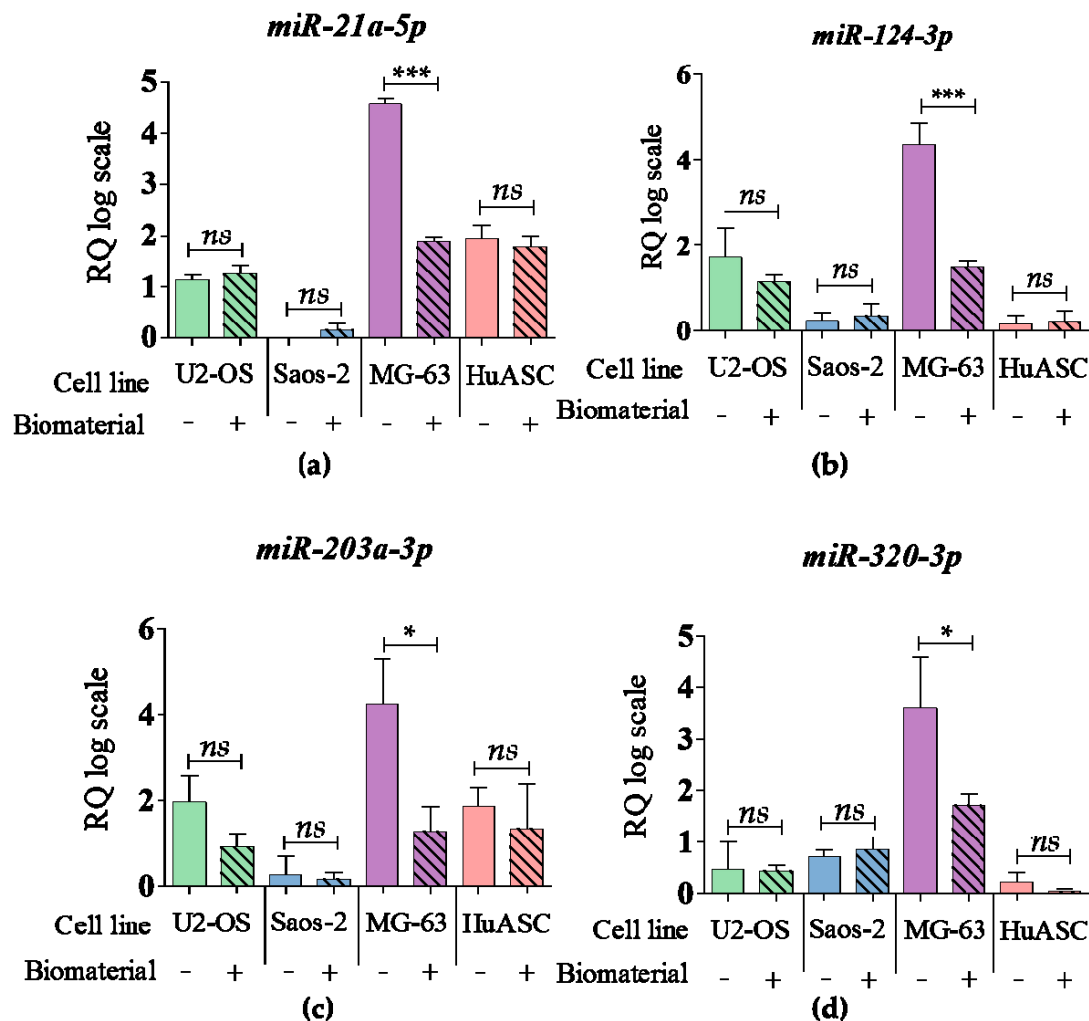 miR-21a-5p
RQ log scale
5
4
3
2
1
0
ns
ns
***
ns
Cell line U2-OS Saos-2 MG-63 HuASC
Biomaterial - + - + - + - +
(a)
miR-124-3p
RQ log scale
6
4
2
0
ns
ns
***
ns
Cell line U2-OS Saos-2 MG-63 HuASC
Biomaterial - + - + - + - +
(b)
miR-203a-3p
RQ log scale
6
4
2
0
ns
ns
*
ns
Cell line U2-OS Saos-2 MG-63 HuASC
Biomaterial - + - + - + - +
(c)
miR-320-3p
RQ log scale
5
4
3
2
1
0
ns
ns
*
ns
Cell line U2-OS Saos-2 MG-63 HuASC
Biomaterial - + - + - + - +
(d)